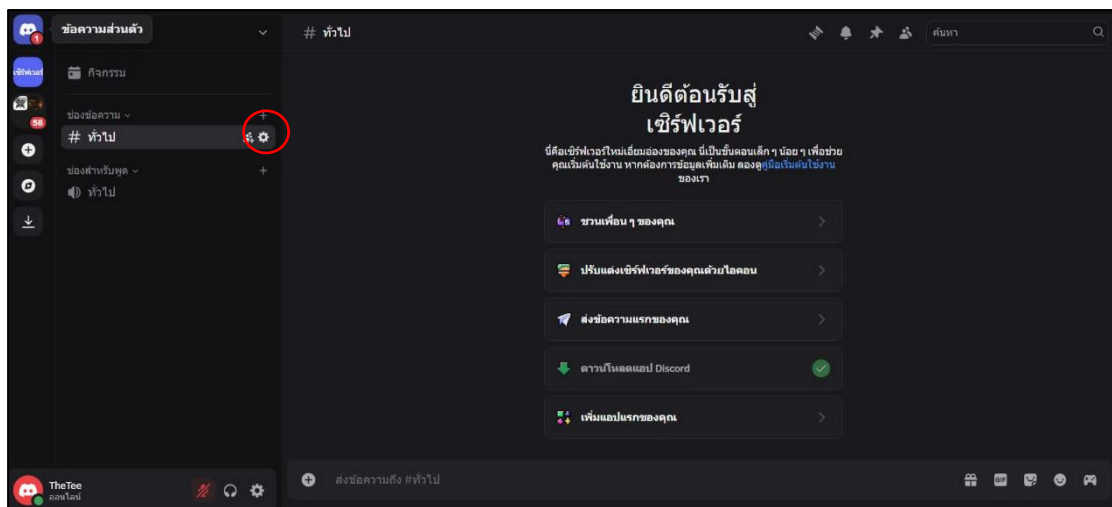 ข้อความส่วนตัว
# ทั่วไป
ค้นหา
1
เซิร์ฟเวอร์
กิจกรรม
58
ช่องข้อความ
# ทั่วไป
ช่องสำหรับพูด
ทั่วไป
ยินดีต้อนรับสู่
เซิร์ฟเวอร์
นี่คือเซิร์ฟเวอร์ใหม่เอี่ยมอ่องของคุณ นี่เป็นขั้นตอนเล็ก ๆ น้อย ๆ เพื่อช่วย
คุณเริ่มต้นใช้งาน หากต้องการข้อมูลเพิ่มเติม ลองดูคู่มือเริ่มต้นใช้งาน
ของเรา
ชวนเพื่อน ๆ ของคุณ
ปรับแต่งเซิร์ฟเวอร์ของคุณด้วยไอคอน
ส่งข้อความแรกของคุณ
ดาวน์โหลดแอป Discord
เพิ่มแอปแรกของคุณ
TheTee
ออนไลน์
ส่งข้อความถึง #ทั่วไป
GIF